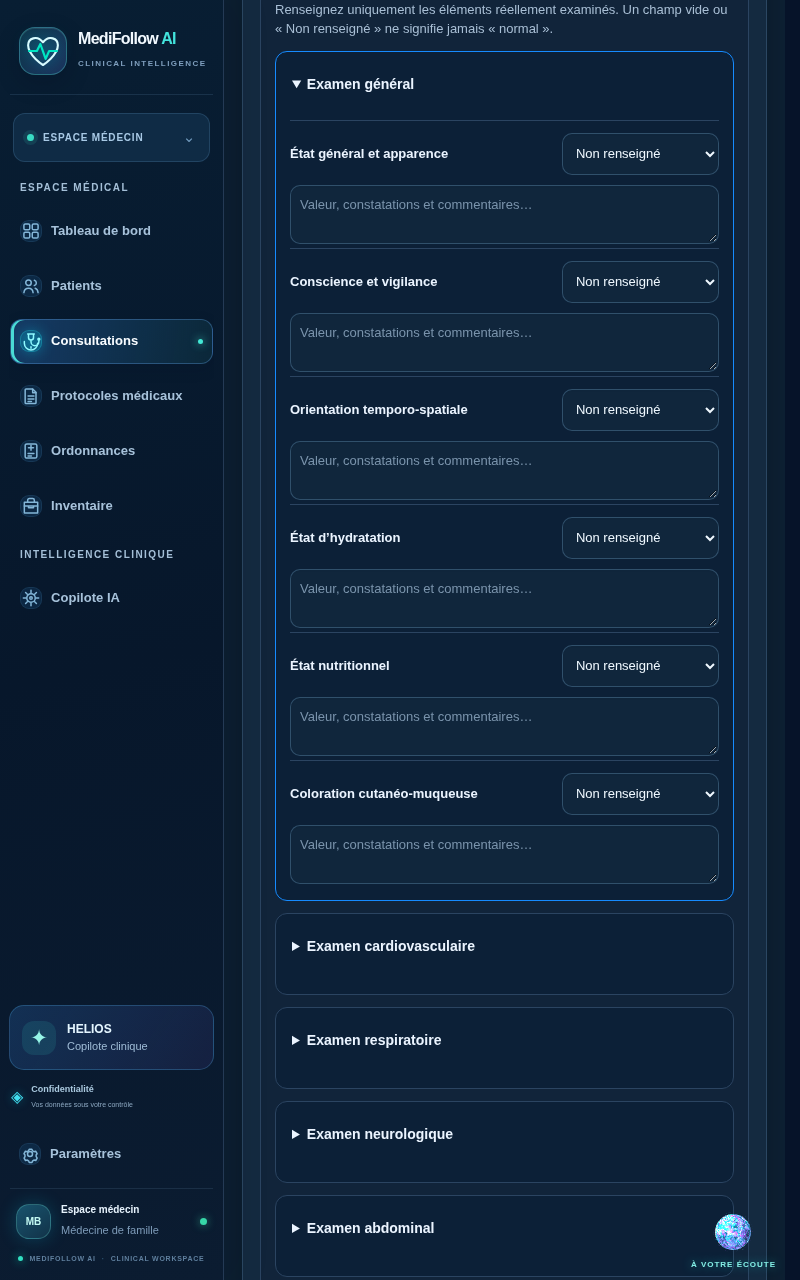 MediFollow AI
CLINICAL INTELLIGENCE
ESPACE MÉDECIN
ESPACE MÉDICAL
Tableau de bord
Patients
Consultations
Protocoles médicaux
Ordonnances
Inventaire
INTELLIGENCE CLINIQUE
Copilote IA
HELIOS
Copilote clinique
Confidentialité
Vos données sous votre contrôle
Paramètres
MB
Espace médecin
Médecine de famille
MEDIFOLLOW AI · CLINICAL WORKSPACE
Renseignez uniquement les éléments réellement examinés. Un champ vide ou
« Non renseigné » ne signifie jamais « normal ».
Examen général
État général et apparence
Non renseigné
Valeur, constatations et commentaires…
Conscience et vigilance
Non renseigné
Valeur, constatations et commentaires…
Orientation temporo-spatiale
Non renseigné
Valeur, constatations et commentaires…
État d’hydratation
Non renseigné
Valeur, constatations et commentaires…
État nutritionnel
Non renseigné
Valeur, constatations et commentaires…
Coloration cutanéo-muqueuse
Non renseigné
Valeur, constatations et commentaires…
Examen cardiovasculaire
Examen respiratoire
Examen neurologique
Examen abdominal
À VOTRE ÉCOUTE